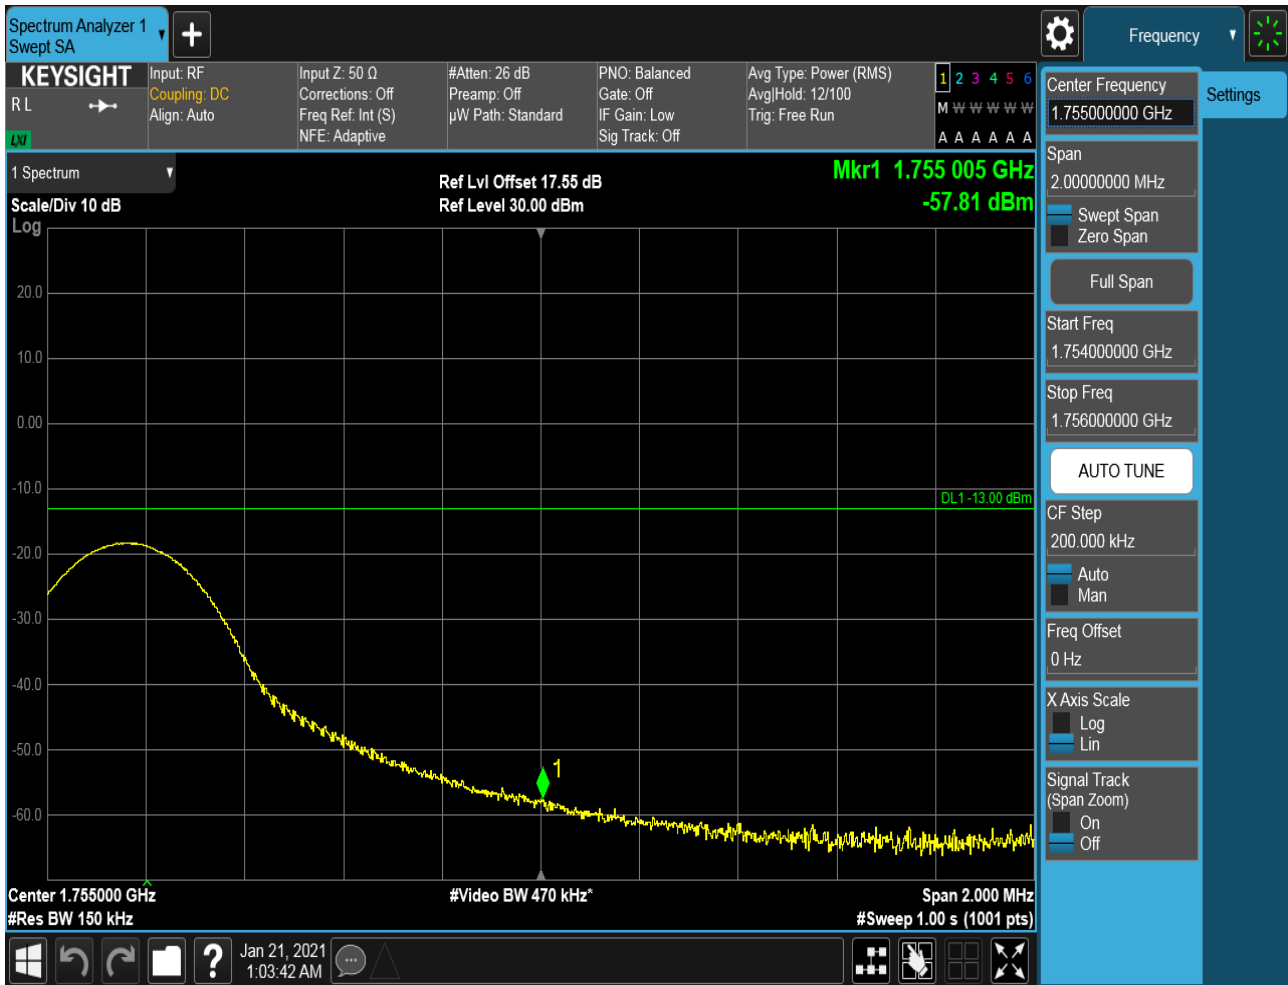 Spectrum Analyzer 1
Swept SA
Frequency
KEYSIGHT
R L
LXI
Input: RF
Coupling: DC
Align: Auto
Input Z: 50 Ω
Corrections: Off
Freq Ref: Int (S)
NFE: Adaptive
#Atten: 26 dB
Preamp: Off
µW Path: Standard
PNO: Balanced
Gate: Off
IF Gain: Low
Sig Track: Off
Avg Type: Power (RMS)
Avg|Hold: 12/100
Trig: Free Run
1 2 3 4 5 6
M W W W W W
A A A A A A
1 Spectrum
Scale/Div 10 dB
Log
Ref Lvl Offset 17.55 dB
Ref Level 30.00 dBm
Mkr1 1.755 005 GHz
-57.81 dBm
20.0
10.0
0.00
-10.0
DL1 -13.00 dBm
-20.0
-30.0
-40.0
-50.0
1
-60.0
Center 1.755000 GHz
#Video BW 470 kHz*
Span 2.000 MHz
#Res BW 150 kHz
#Sweep 1.00 s (1001 pts)
?
Jan 21, 2021
1:03:42 AM
Center Frequency
1.755000000 GHz
Settings
Span
2.00000000 MHz
Swept Span
Zero Span
Full Span
Start Freq
1.754000000 GHz
Stop Freq
1.756000000 GHz
AUTO TUNE
CF Step
200.000 kHz
Auto
Man
Freq Offset
0 Hz
X Axis Scale
Log
Lin
Signal Track
(Span Zoom)
On
Off